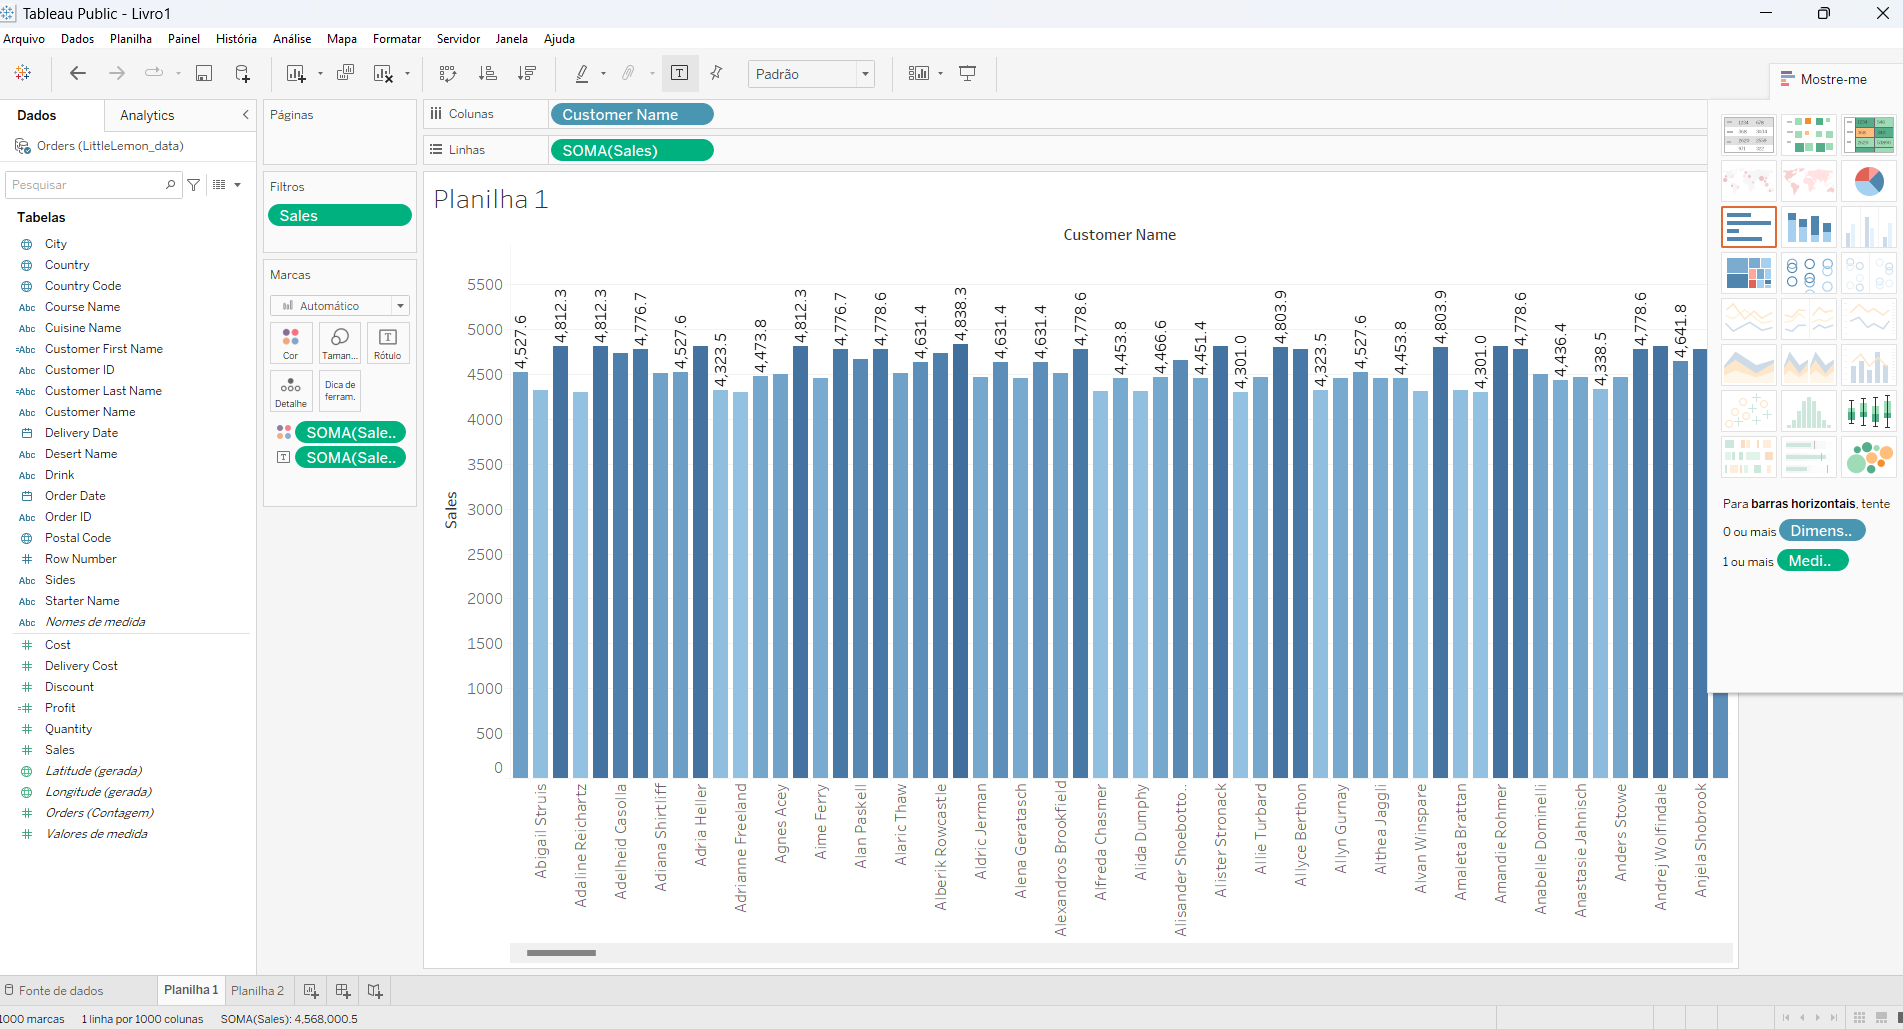 Tableau Public - Livro1
Arquivo Dados Planilha Painel História Análise Mapa Formatar Servidor Janela Ajuda
Padrão
Mostre-me
Dados Analytics
Orders (LittleLemon_data)
Pesquisar
Tabelas
City
Country
Country Code
Abc Course Name
Abc Cuisine Name
=Abc Customer First Name
Abc Customer ID
=Abc Customer Last Name
Abc Customer Name
Delivery Date
Abc Desert Name
Abc Drink
Order Date
Abc Order ID
Postal Code
# Row Number
Abc Sides
Abc Starter Name
Abc Nomes de medida
# Cost
# Delivery Cost
# Discount
=# Profit
# Quantity
# Sales
Latitude (gerada)
Longitude (gerada)
# Orders (Contagem)
# Valores de medida
Páginas
Filtros
Sales
Marcas
Automático
Cor
Taman...
Rótulo
Detalhe
Dica de
ferram.
SOMA(Sale..
SOMA(Sale..
Colunas Customer Name
Linhas SOMA(Sales)
Planilha 1
Customer Name
Sales
5500
5000
4500
4000
3500
3000
2500
2000
1500
1000
500
0
4,527.6
4,812.3
4,812.3
4,776.7
4,527.6
4,323.5
4,473.8
4,812.3
4,776.7
4,778.6
4,631.4
4,838.3
4,631.4
4,631.4
4,778.6
4,453.8
4,466.6
4,451.4
4,301.0
4,803.9
4,323.5
4,527.6
4,453.8
4,803.9
4,301.0
4,778.6
4,436.4
4,338.5
4,778.6
4,641.8
Abigail Struis
Adaline Reichartz
Adelheid Casolla
Adiana Shirtliff
Adria Heller
Adrianne Freeland
Agnes Acey
Aime Ferry
Alan Paskell
Alaric Thaw
Alberik Rowcastle
Aldric Jerman
Alena Geratasch
Alexandros Brookfield
Alfreda Chasmer
Alida Dumphy
Alisander Shoebotto..
Alister Stronack
Allie Turbard
Allyce Berthon
Allyn Gurnay
Althea Jaggli
Alvan Winspare
Amaleta Brattan
Amandie Rohmer
Anabelle Dominelli
Anastasie Jahnisch
Anders Stowe
Andrej Wolfindale
Anjela Shobrook
Para barras horizontais, tente
0 ou mais Dimens..
1 ou mais Medi..
Fonte de dados Planilha 1 Planilha 2
1000 marcas 1 linha por 1000 colunas SOMA(Sales): 4,568,000.5